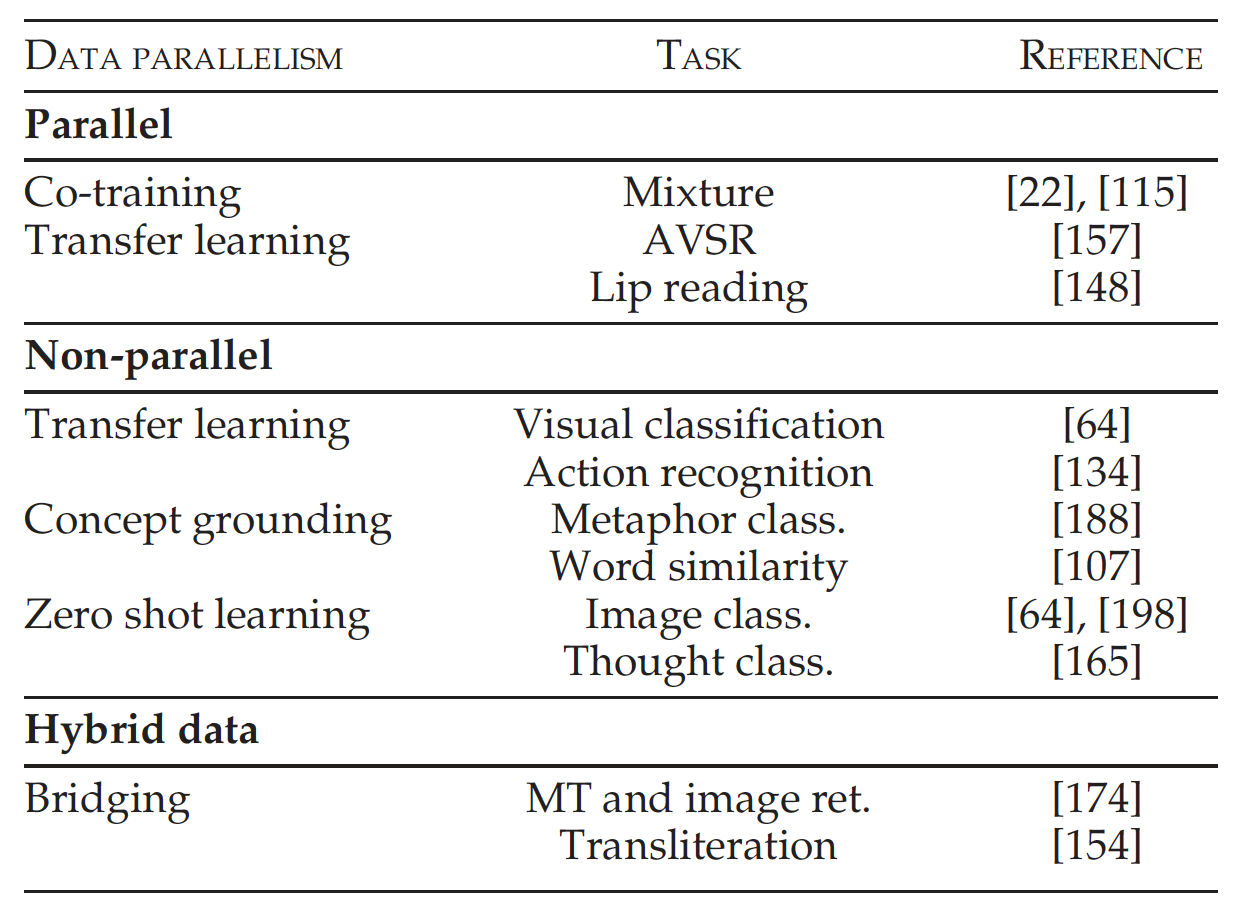 DATA PARALLELISM TASK REFERENCE
Parallel
Co-training Mixture [22], [115]
Transfer learning AVSR [157]
Lip reading [148]
Non-parallel
Transfer learning Visual classification [64]
Action recognition [134]
Concept grounding Metaphor class. [188]
Word similarity [107]
Zero shot learning Image class. [64], [198]
Thought class. [165]
Hybrid data
Bridging MT and image ret. [174]
Transliteration [154]